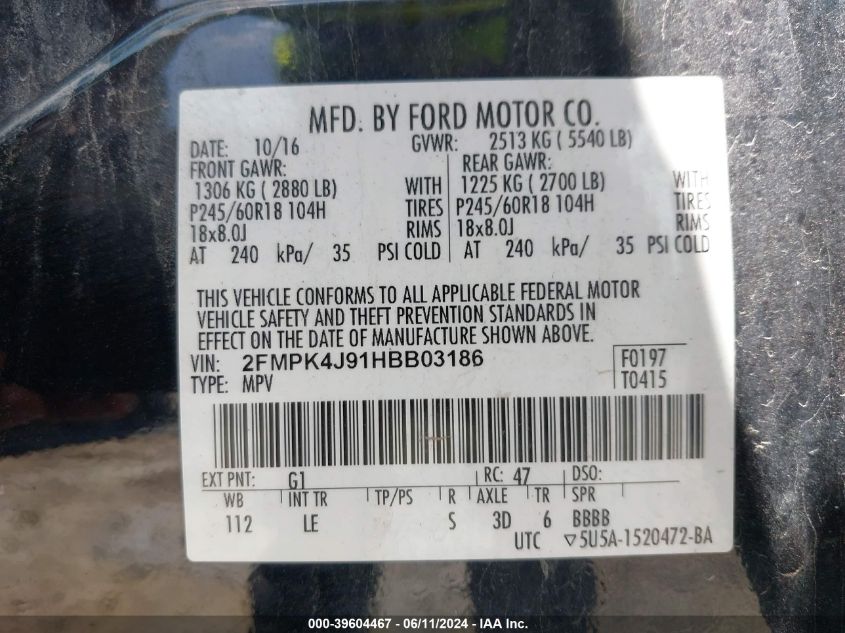 MFD. BY FORD MOTOR CO.
DATE: 10/16 GVWR: 2513 KG ( 5540 LB)
FRONT GAWR: REAR GAWR:
1306 KG ( 2880 LB) WITH 1225 KG ( 2700 LB) WITH
P245/60R18 104H TIRES P245/60R18 104H TIRES
18x8.0J RIMS 18x8.0J RIMS
AT 240 kPa/ 35 PSI COLD AT 240 kPa/ 35 PSI COLD
THIS VEHICLE CONFORMS TO ALL APPLICABLE FEDERAL MOTOR
VEHICLE SAFETY AND THEFT PREVENTION STANDARDS IN
EFFECT ON THE DATE OF MANUFACTURE SHOWN ABOVE.
VIN: 2FMPK4J91HBB03186 F0197
TYPE: MPV T0415
EXT PNT: G1 RC: 47 DSO:
WB INT TR TP/PS R AXLE TR SPR
112 LE S 3D 6 BBBB
UTC ▽5U5A-1520472-BA
000-39604467 - 06/11/2024 - IAA Inc.